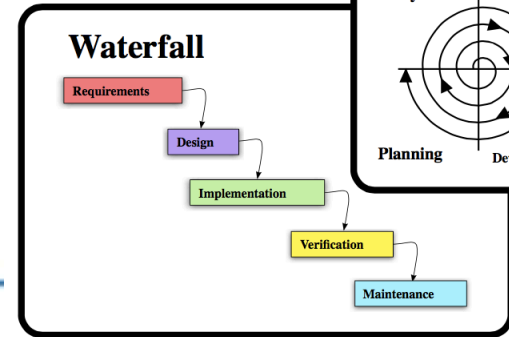 Waterfall
Requirements
Design
Implementation
Verification
Maintenance
Planning